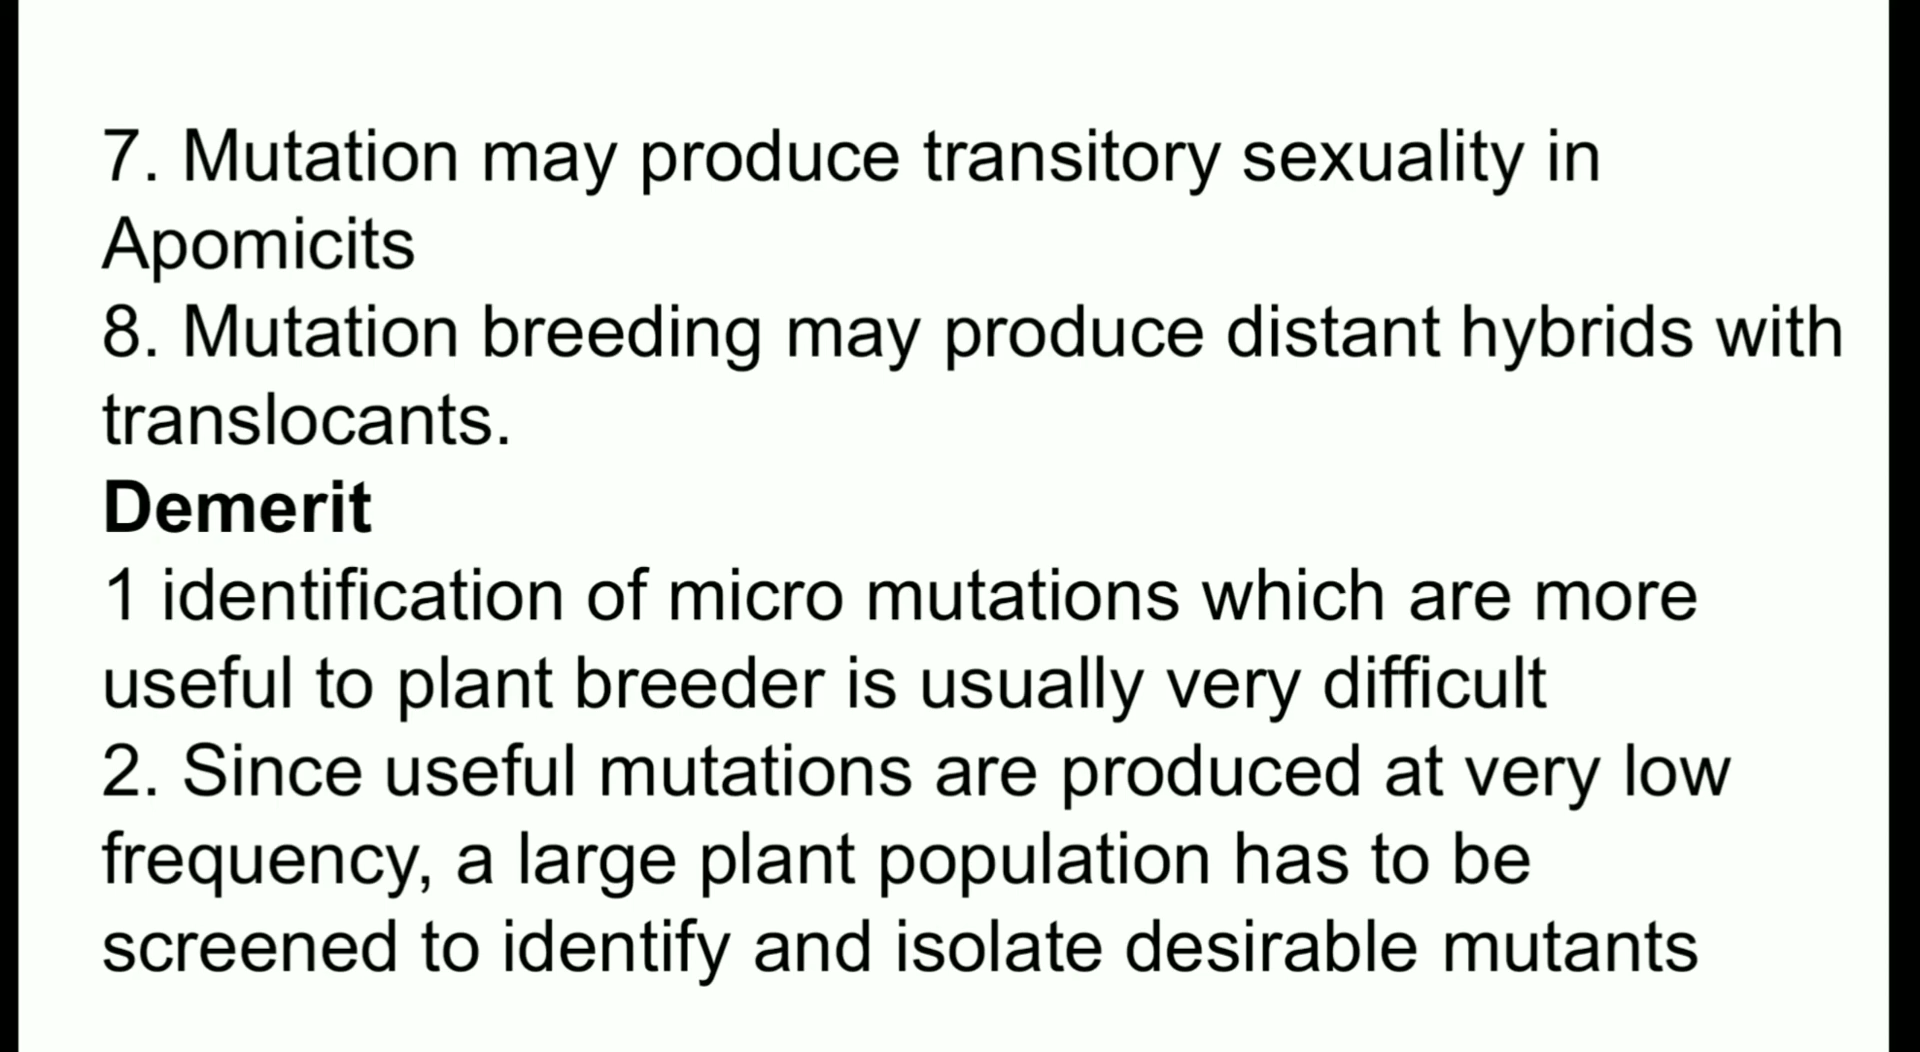 7. Mutation may produce transitory sexuality in
Apomicits
8. Mutation breeding may produce distant hybrids with
translocants.
Demerit
1 identification of micro mutations which are more
useful to plant breeder is usually very difficult
2. Since useful mutations are produced at very low
frequency, a large plant population has to be
screened to identify and isolate desirable mutants